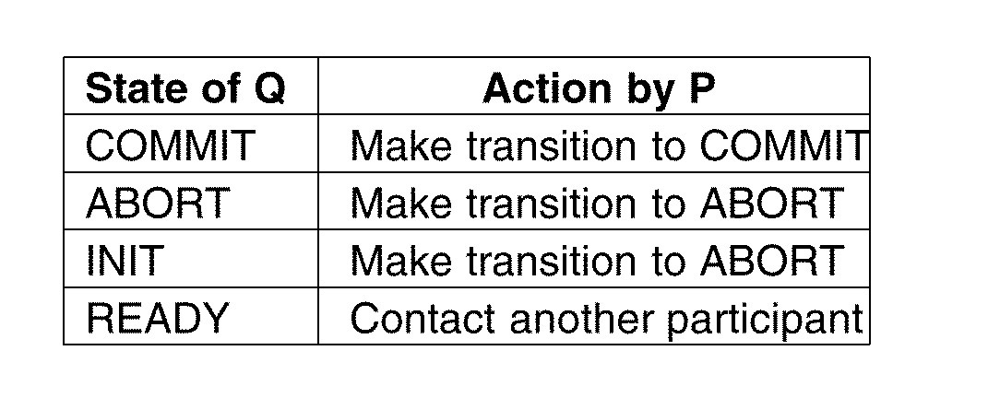 State of Q Action by P
COMMIT Make transition to COMMIT
ABORT Make transition to ABORT
INIT Make transition to ABORT
READY Contact another participant